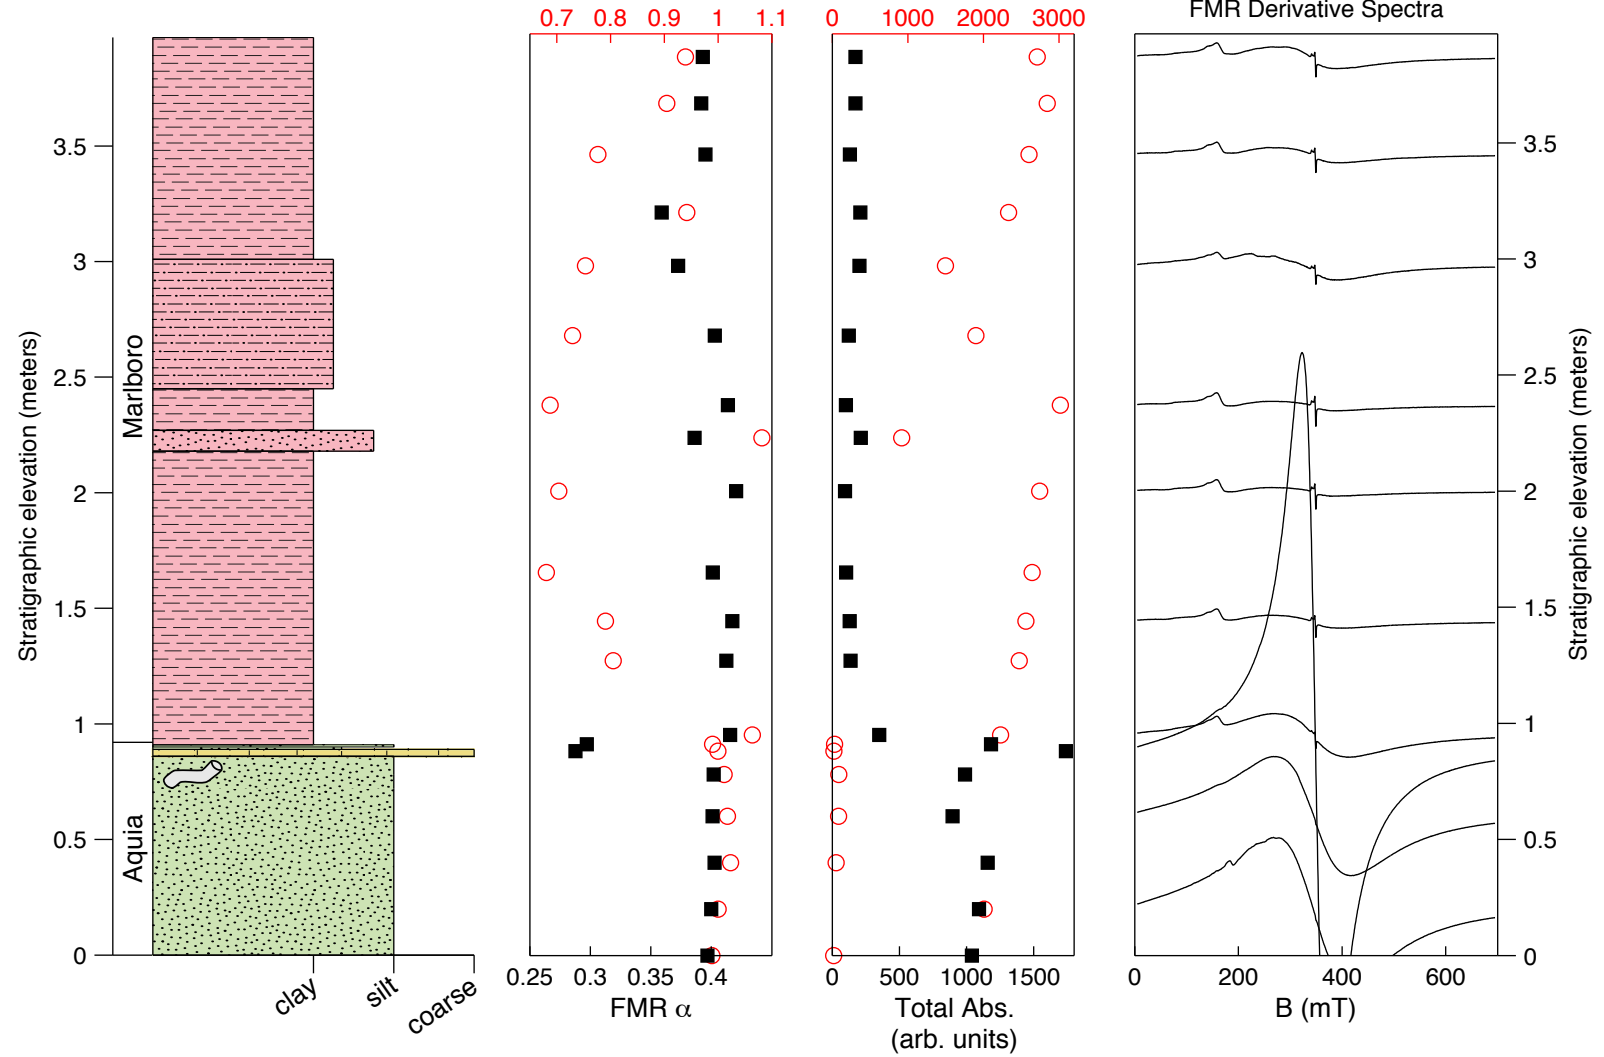 FMR Derivative Spectra
0.7 0.8 0.9 1 1.1
0 1000 2000 3000
Stratigraphic elevation (meters)
3.5
3
2.5
2
1.5
1
0.5
0
Marlboro
Aquia
clay
silt
coarse
0.25 0.3 0.35 0.4
FMR α
0 500 1000 1500
Total Abs.
(arb. units)
0 200 400 600
B (mT)
3.5
3
2.5
2
1.5
1
0.5
0
Stratigraphic elevation (meters)